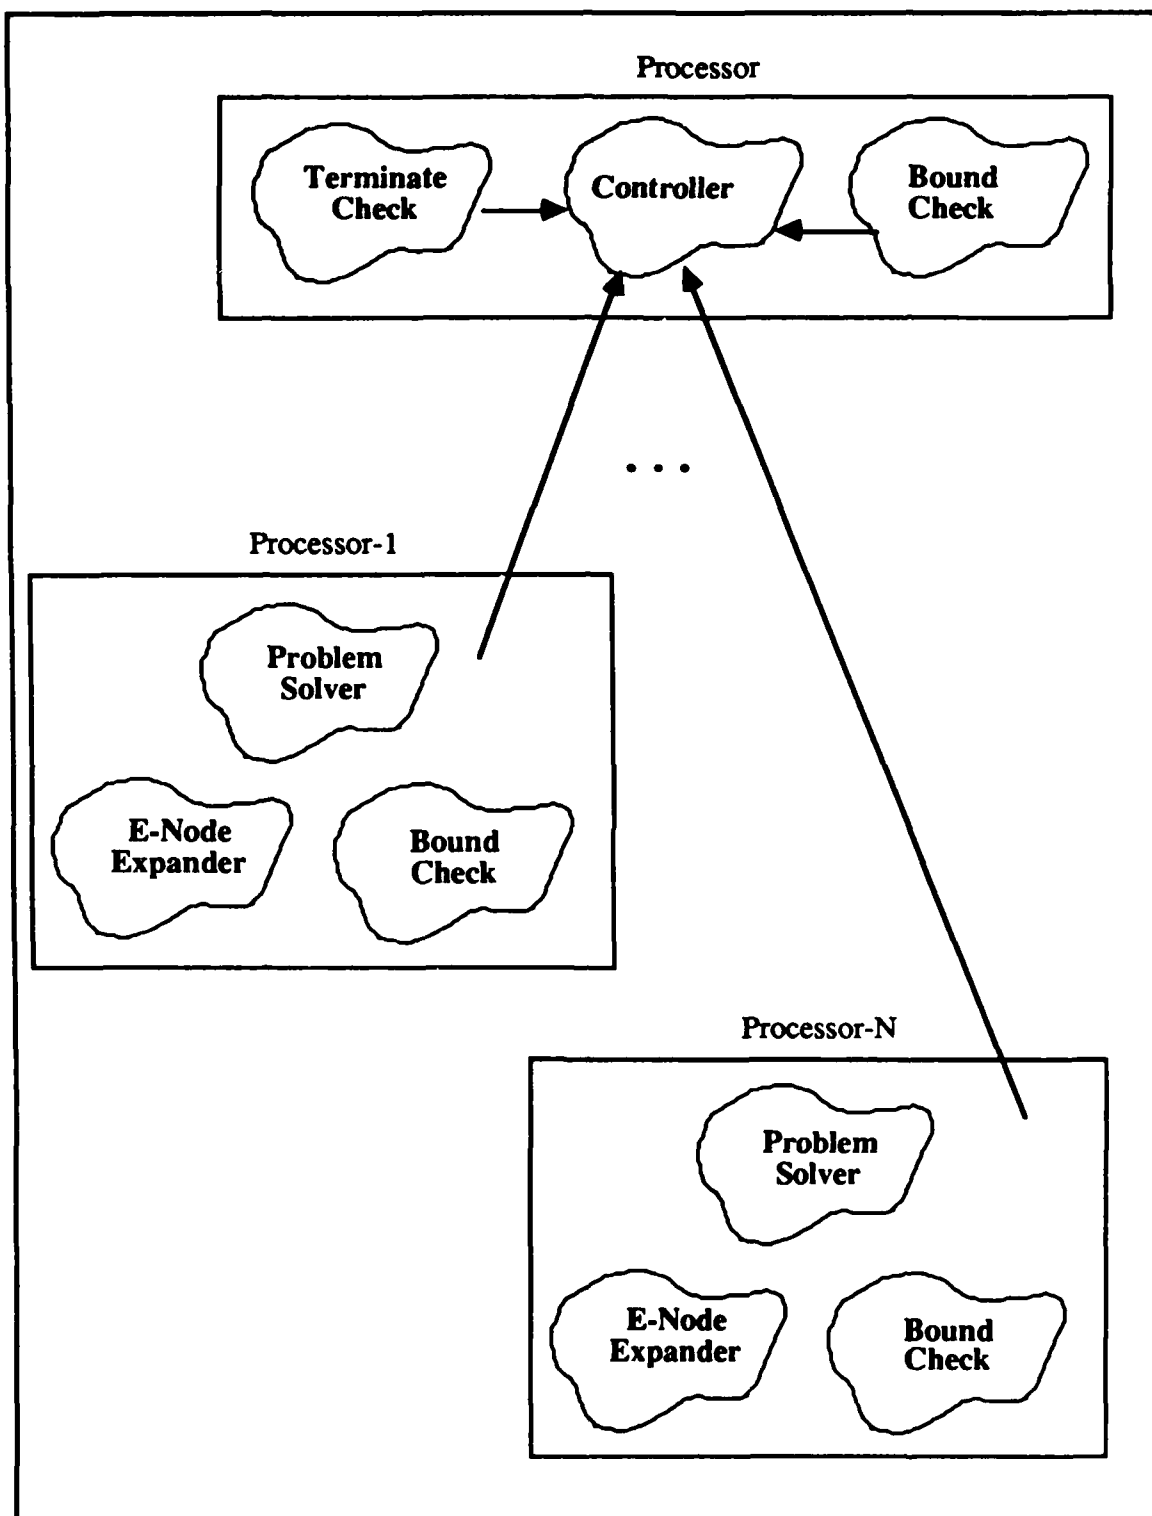 Processor
Terminate
Check
Controller
Bound
Check
. . .
Processor-1
Problem
Solver
E-Node
Expander
Bound
Check
Processor-N
Problem
Solver
E-Node
Expander
Bound
Check